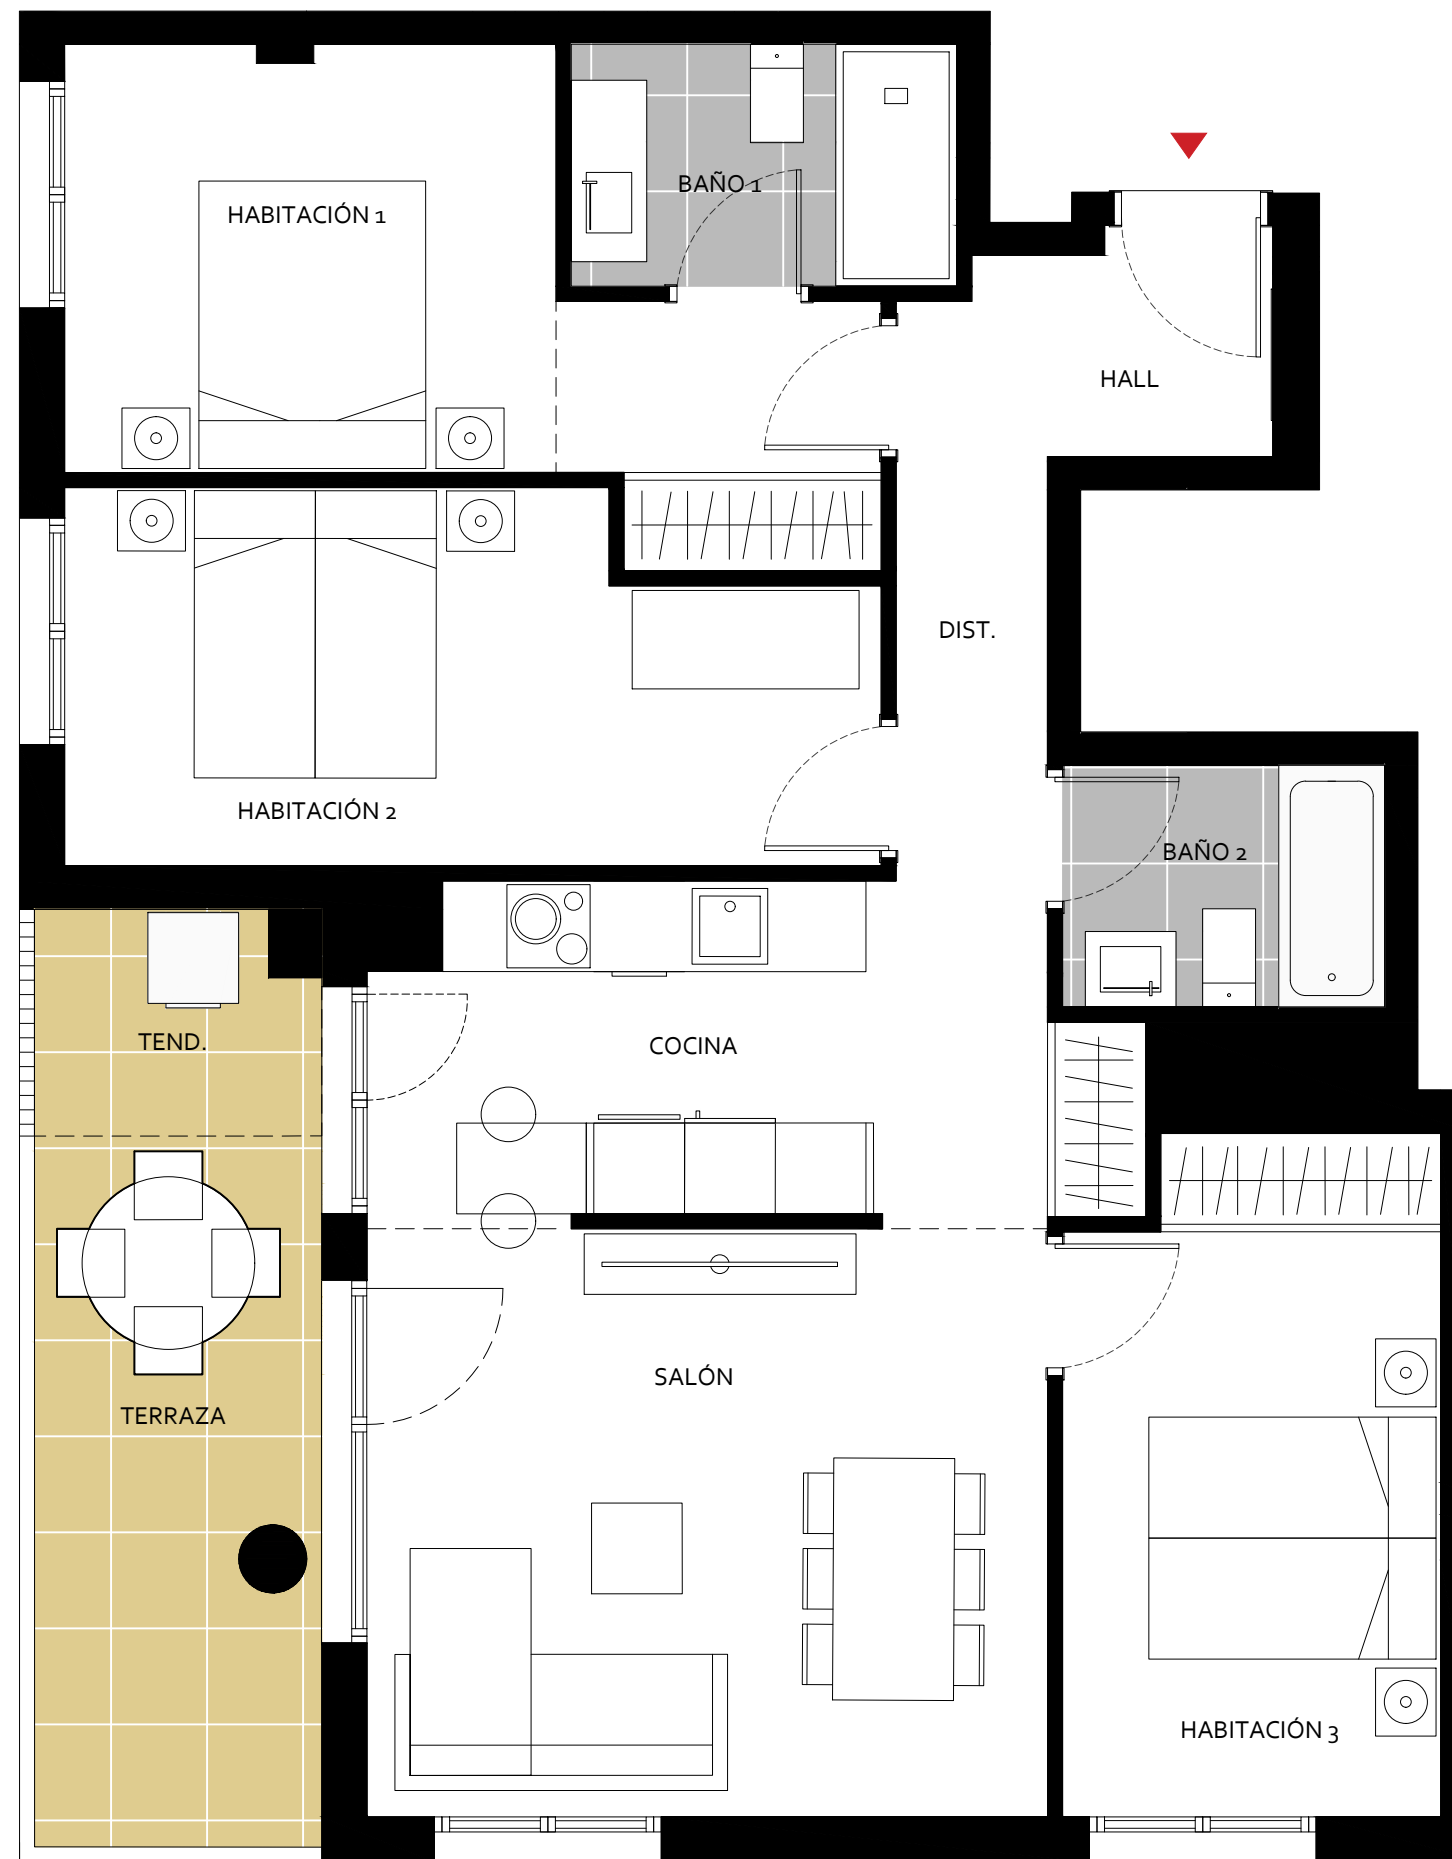 BAÑO 1
HABITACIÓN 1
HALL
DIST.
HABITACIÓN 2
BAÑO 2
TEND.
COCINA
SALÓN
TERRAZA
HABITACIÓN 3